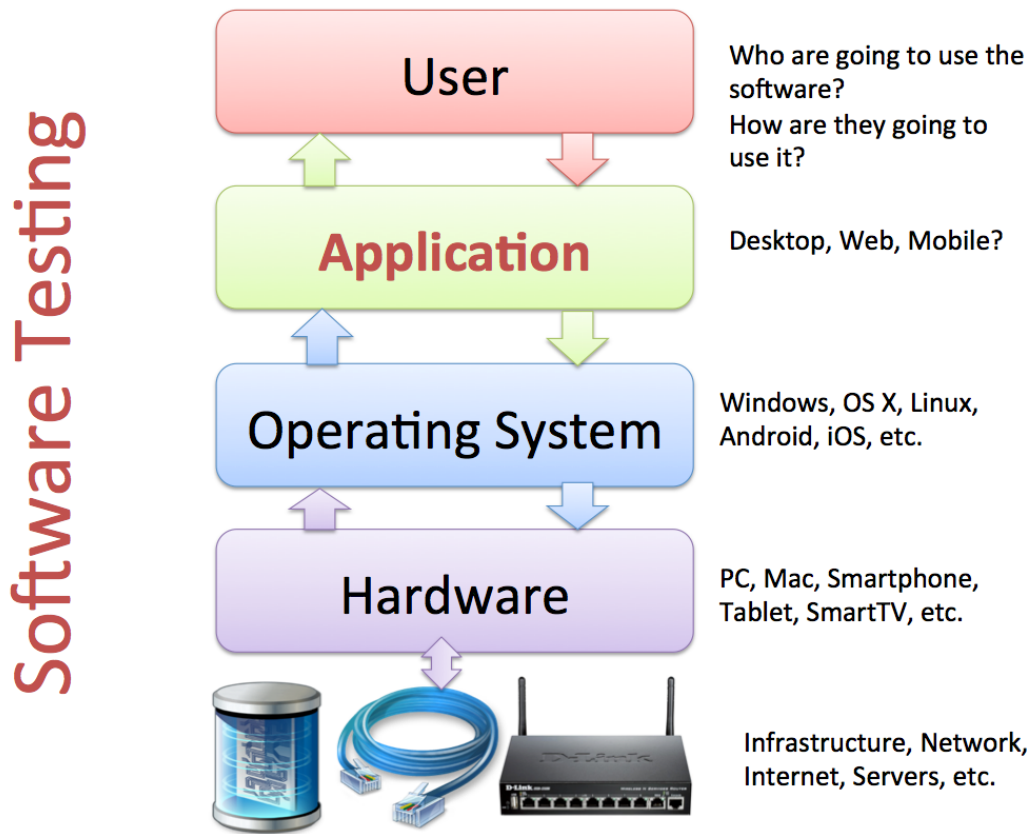 Software Testing
User
Who are going to use the
software?
How are they going to
use it?
Application
Desktop, Web, Mobile?
Operating System
Windows, OS X, Linux,
Android, iOS, etc.
Hardware
PC, Mac, Smartphone,
Tablet, SmartTV, etc.
D-Link
D-Link
Infrastructure, Network,
Internet, Servers, etc.